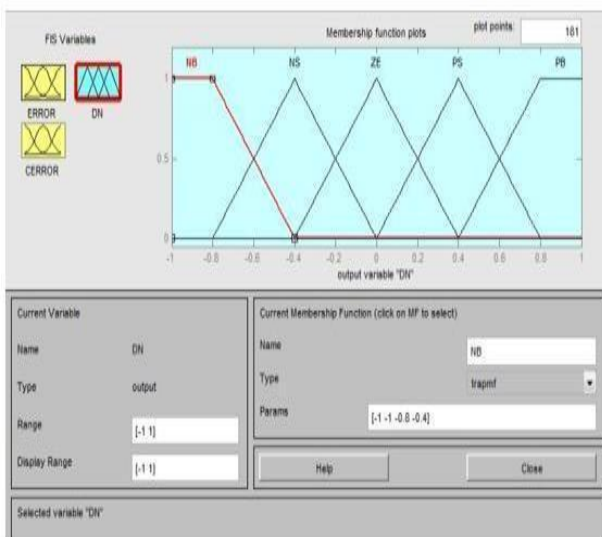 FIS Variables
Membership function plots
plot points:
181
NB NS ZE PS PB
ERROR
DN
CERROR
1
0.5
0
-1 -0.8 -0.6 -0.4 -0.2 0 0.2 0.4 0.6 0.8 1
output variable "DN"
Current Variable
Name DN
Type output
Range [-1 1]
Display Range [-1 1]
Current Membership Function (click on MF to select)
Name NB
Type trapmf
Params [-1 -1 -0.8 -0.4]
Help Close
Selected variable "DN"